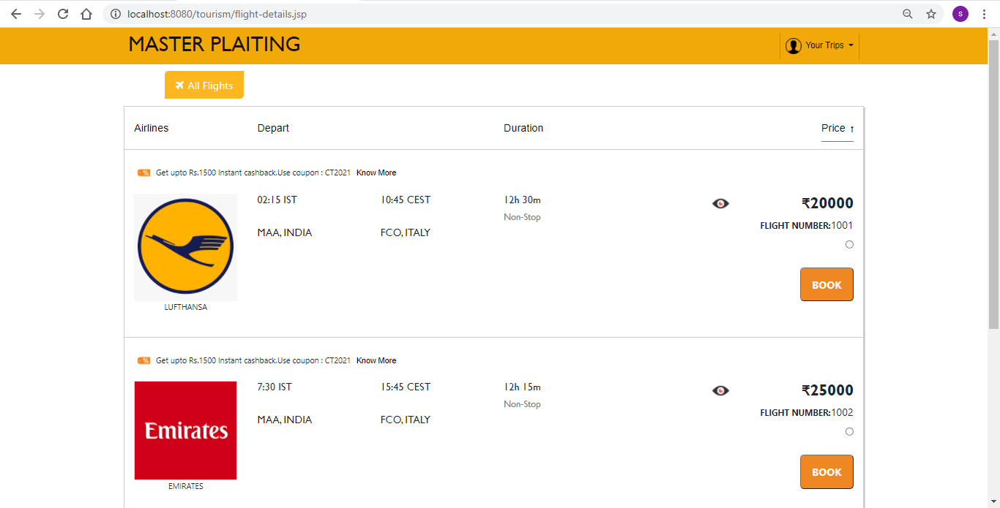 localhost:8080/tourism/flight-details.jsp
S
MASTER PLAITING
Your Trips
All Flights
Airlines Depart Duration Price ↑
% Get upto Rs.1500 Instant cashback.Use coupon : CT2021 Know More
02:15 IST 10:45 CEST 12h 30m ₹20000
Non-Stop
FLIGHT NUMBER:1001
MAA, INDIA FCO, ITALY
BOOK
LUFTHANSA
% Get upto Rs.1500 Instant cashback.Use coupon : CT2021 Know More
7:30 IST 15:45 CEST 12h 15m ₹25000
Non-Stop
FLIGHT NUMBER:1002
MAA, INDIA FCO, ITALY
Emirates
BOOK
EMIRATES